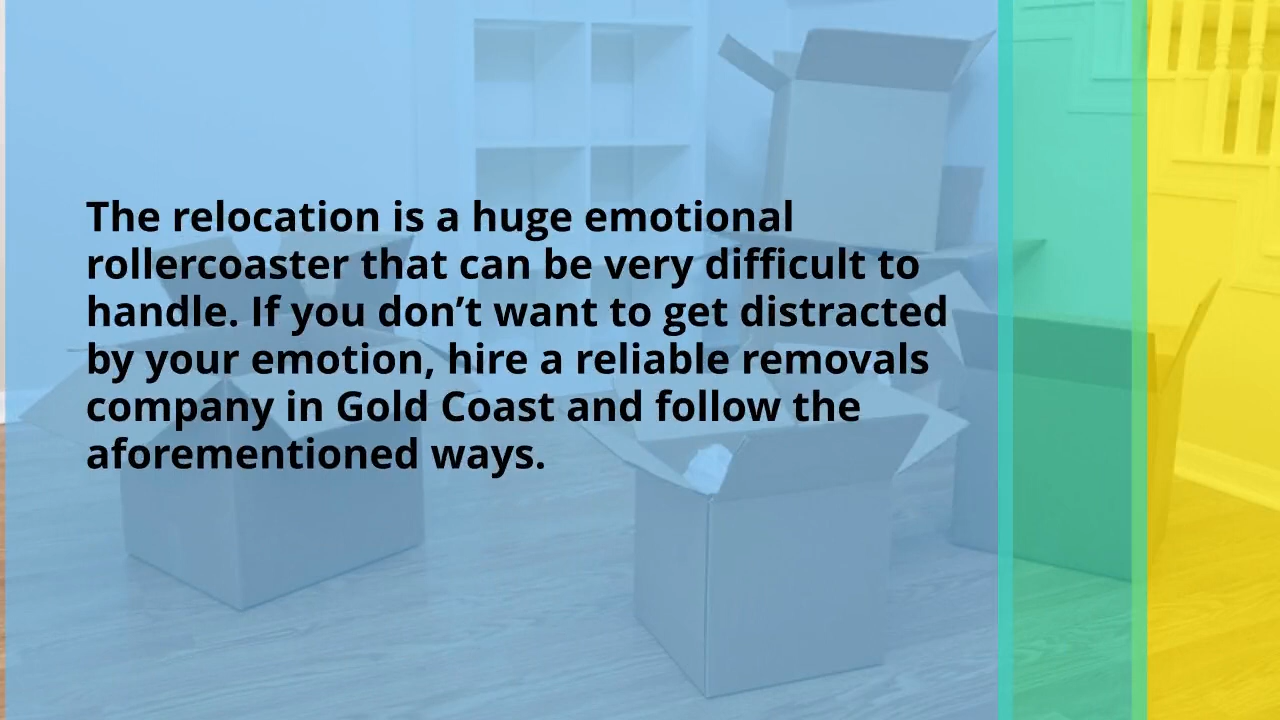 The relocation is a huge emotional
rollercoaster that can be very difficult to
handle. If you don’t want to get distracted
by your emotion, hire a reliable removals
company in Gold Coast and follow the
aforementioned ways.